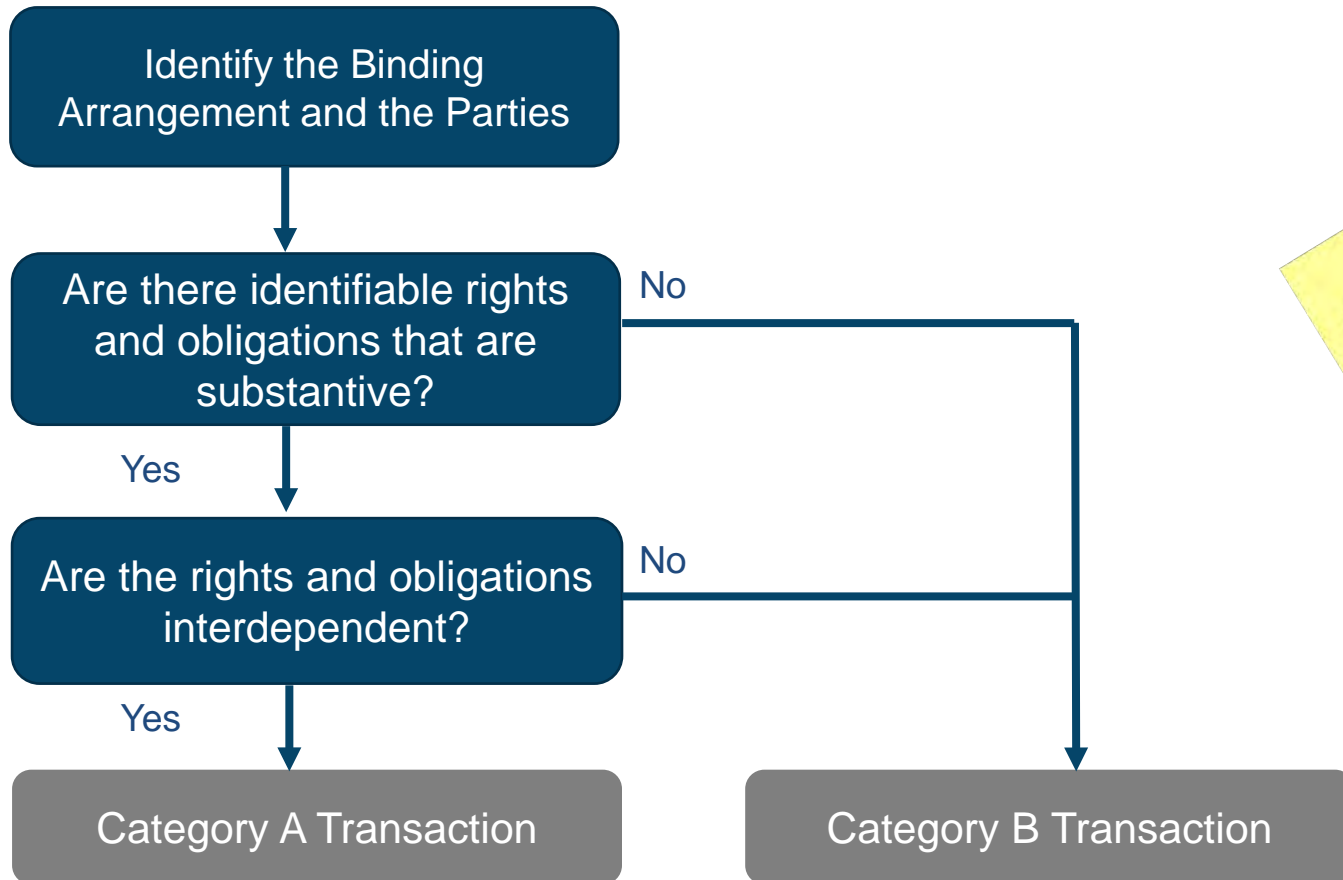 Identify the Binding
Arrangement and the Parties
Are there identifiable rights
and obligations that are
substantive?
No
Yes
Are the rights and obligations
interdependent?
No
Yes
Category A Transaction
Category B Transaction